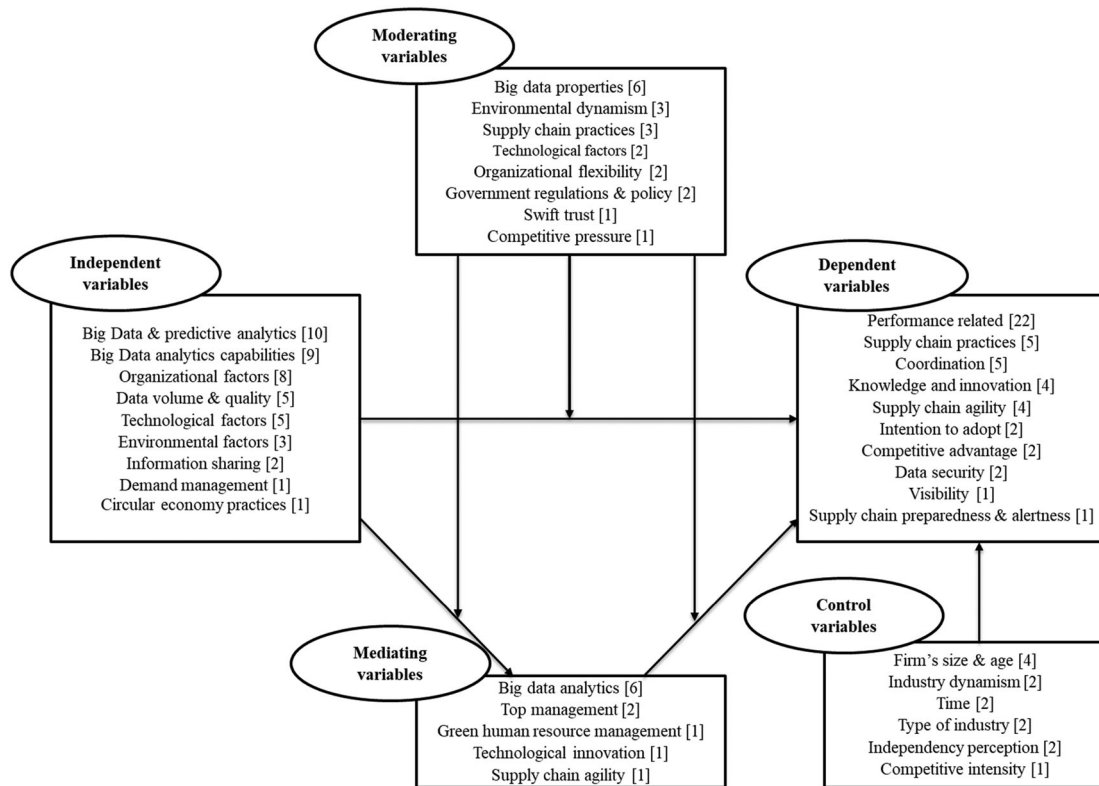 Moderating
variables
Big data properties [6]
Environmental dynamism [3]
Supply chain practices [3]
Technological factors [2]
Organizational flexibility [2]
Government regulations & policy [2]
Swift trust [1]
Competitive pressure [1]
Independent
variables
Big Data & predictive analytics [10]
Big Data analytics capabilities [9]
Organizational factors [8]
Data volume & quality [5]
Technological factors [5]
Environmental factors [3]
Information sharing [2]
Demand management [1]
Circular economy practices [1]
Dependent
variables
Performance related [22]
Supply chain practices [5]
Coordination [5]
Knowledge and innovation [4]
Supply chain agility [4]
Intention to adopt [2]
Competitive advantage [2]
Data security [2]
Visibility [1]
Supply chain preparedness & alertness [1]
Mediating
variables
Big data analytics [6]
Top management [2]
Green human resource management [1]
Technological innovation [1]
Supply chain agility [1]
Control
variables
Firm's size & age [4]
Industry dynamism [2]
Time [2]
Type of industry [2]
Independency perception [2]
Competitive intensity [1]